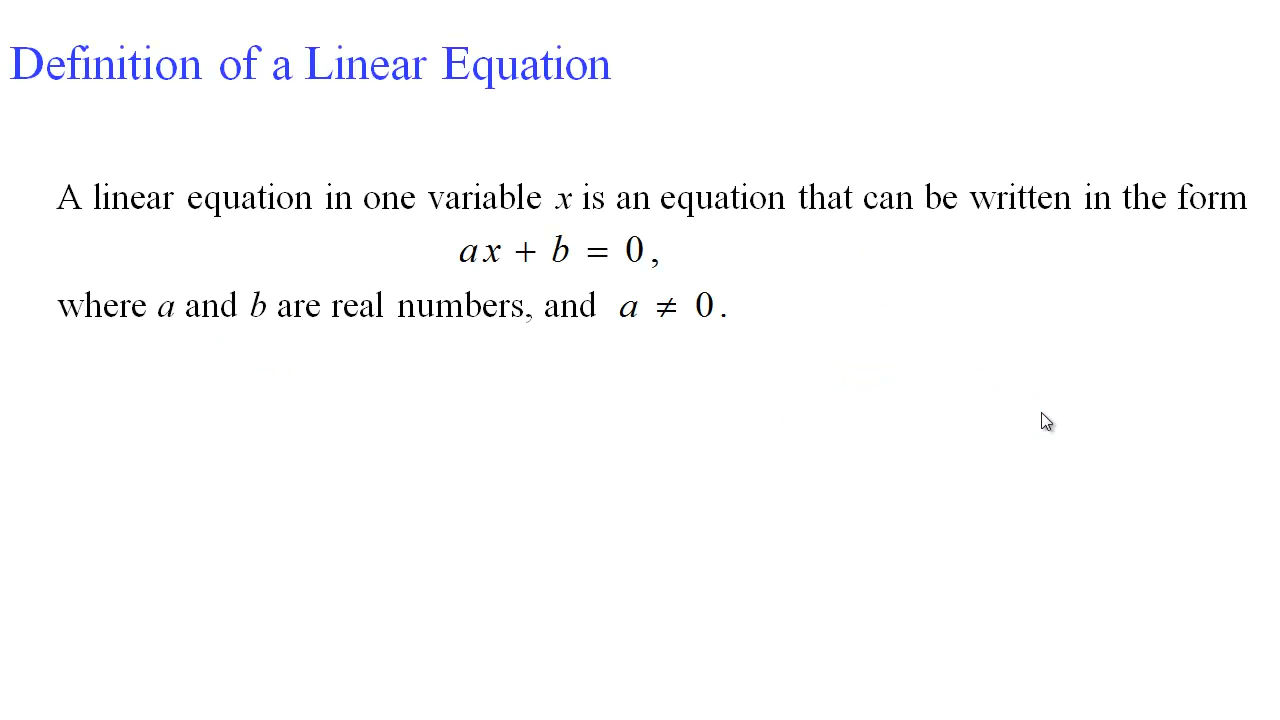 Definition of a Linear Equation
A linear equation in one variable x is an equation that can be written in the form
ax + b = 0,
where a and b are real numbers, and a ≠ 0.